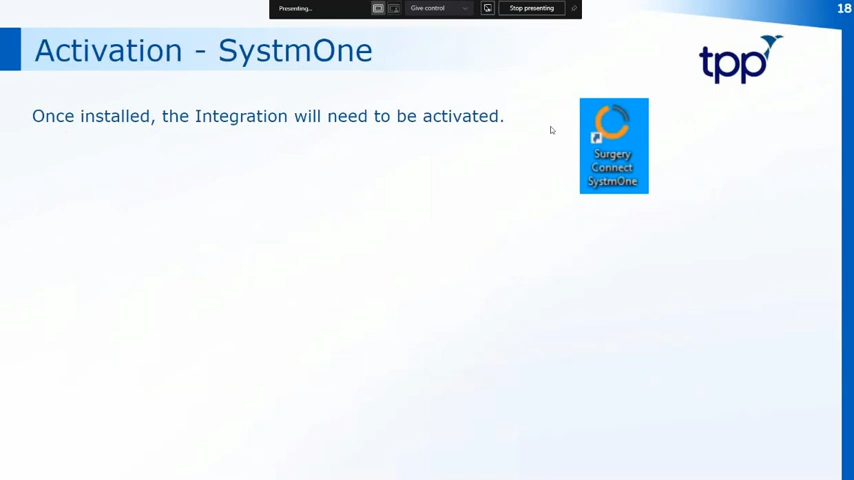 Presenting...
Give control
Stop presenting
18
Activation - SystmOne
tpp
Once installed, the Integration will need to be activated.
Surgery
Connect
SystmOne